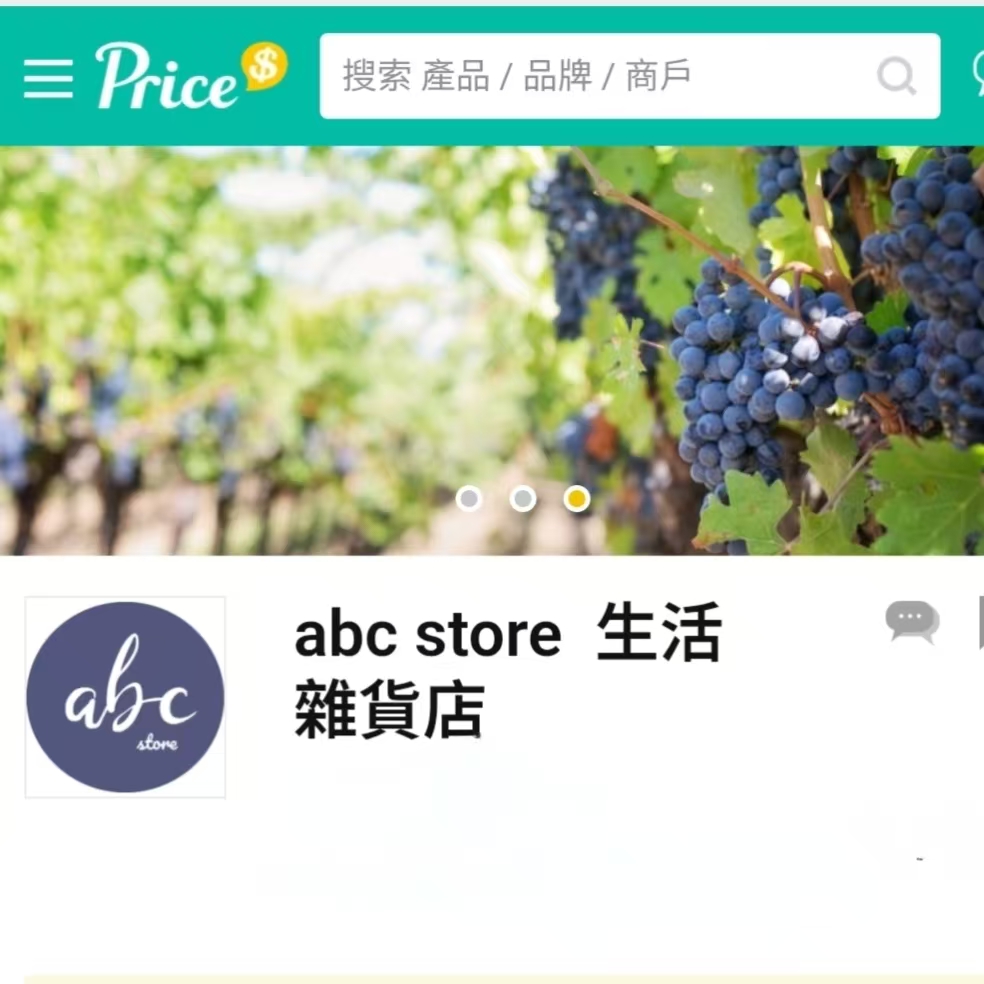 Price $
搜索 產品 / 品牌 / 商戶
abc store 生活
雜貨店
abc
store